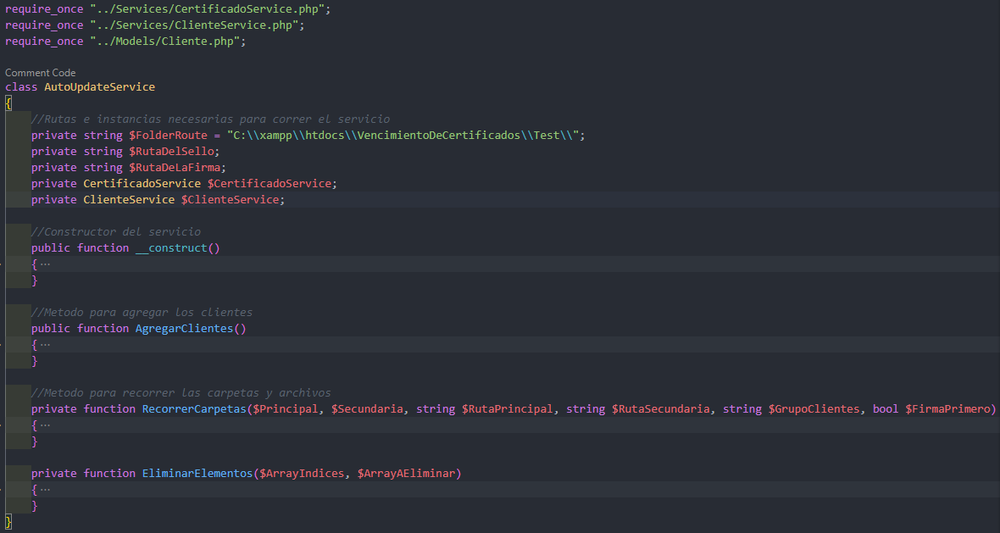 require_once "../Services/CertificadoService.php";
require_once "../Services/ClienteService.php";
require_once "../Models/Cliente.php";
Comment Code
class AutoUpdateService
{
//Rutas e instancias necesarias para correr el servicio
private string $FolderRoute = "C:\\xampp\\htdocs\\VencimientoDeCertificados\\Test\\";
private string $RutaDelSello;
private string $RutaDeLaFirma;
private CertificadoService $CertificadoService;
private ClienteService $ClienteService;
//Constructor del servicio
public function __construct()
{ ...
}
//Metodo para agregar los clientes
public function AgregarClientes()
{ ...
}
//Metodo para recorrer las carpetas y archivos
private function RecorrerCarpetas($Principal, $Secundaria, string $RutaPrincipal, string $RutaSecundaria, string $GrupoClientes, bool $FirmaPrimero)
{ ...
}
private function EliminarElementos($ArrayIndices, $ArrayAEliminar)
{ ...
}
}